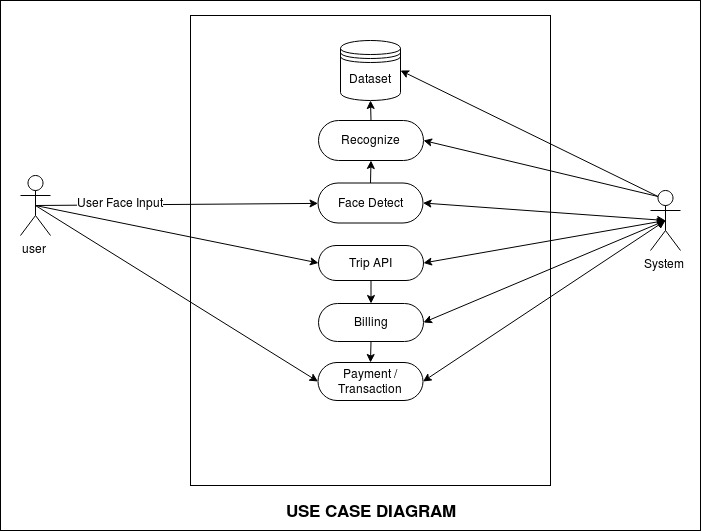 Dataset
Recognize
User Face Input
Face Detect
user
Trip API
System
Billing
Payment /
Transaction
USE CASE DIAGRAM